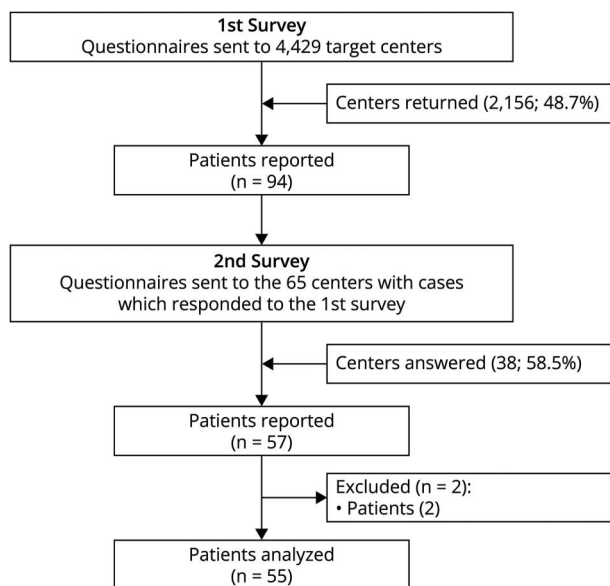 1st Survey
Questionnaires sent to 4,429 target centers
Centers returned (2,156; 48.7%)
Patients reported
(n = 94)
2nd Survey
Questionnaires sent to the 65 centers with cases
which responded to the 1st survey
Centers answered (38; 58.5%)
Patients reported
(n = 57)
Excluded (n = 2):
• Patients (2)
Patients analyzed
(n = 55)